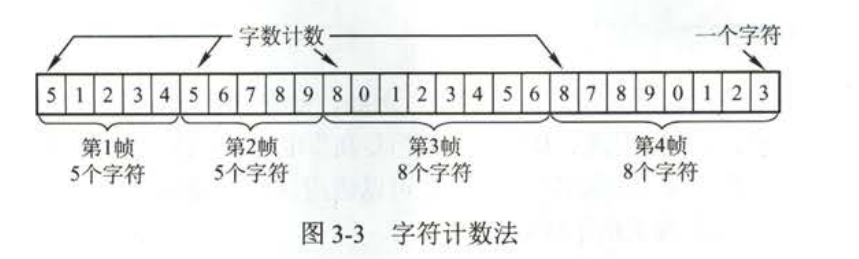 字数计数
一个字符
5 1 2 3 4 5 6 7 8 9 8 0 1 2 3 4 5 6 8 7 8 9 0 1 2 3
第1帧 第2帧 第3帧 第4帧
5个字符 5个字符 8个字符 8个字符
图 3-3 字符计数法